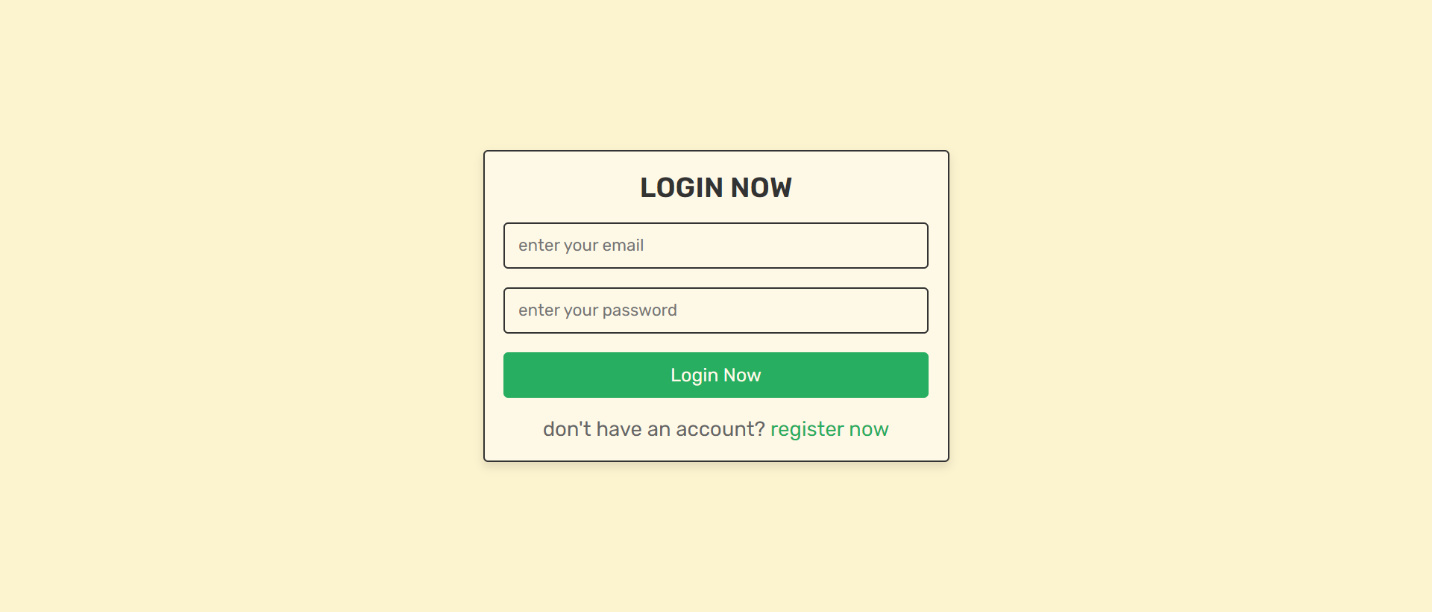 LOGIN NOW
enter your email
enter your password
Login Now
don't have an account? register now